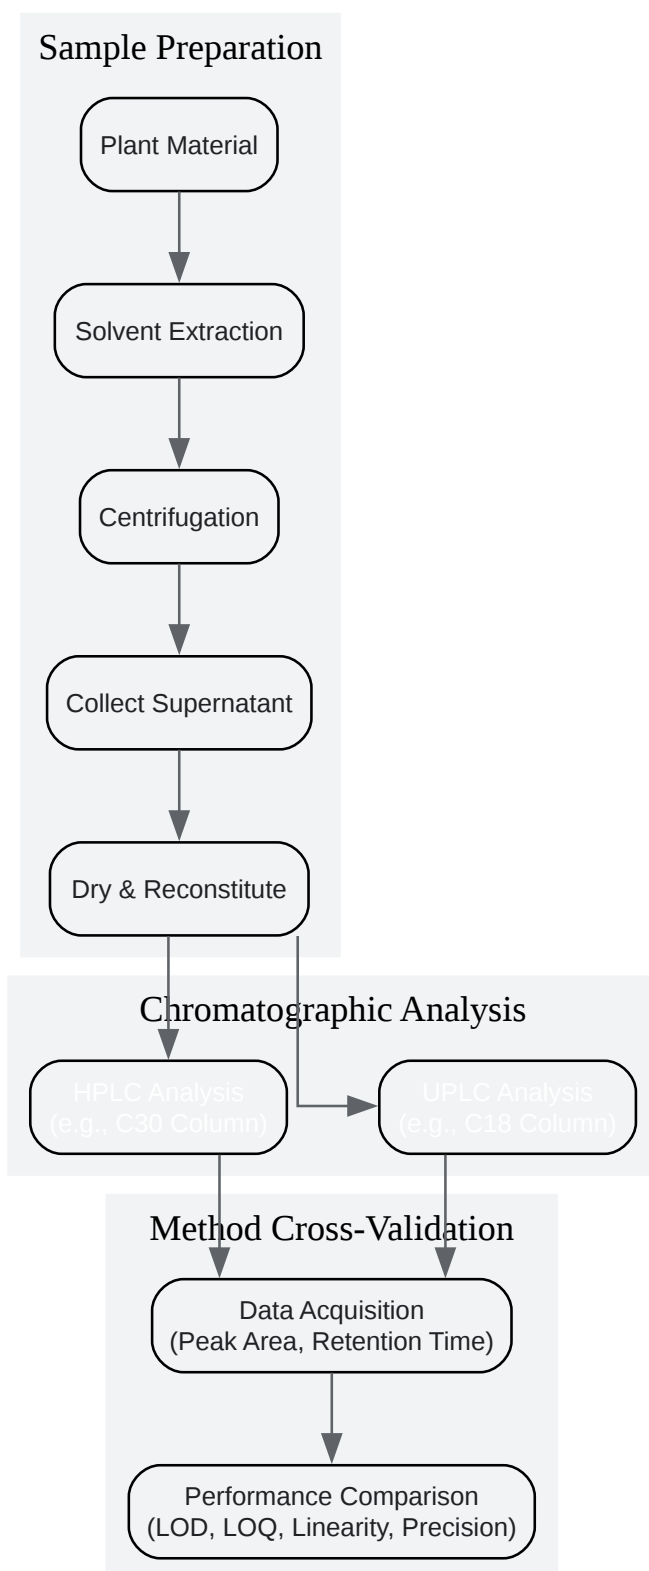 Sample Preparation
Plant Material
Solvent Extraction
Centrifugation
Collect Supernatant
Dry & Reconstitute
Chromatographic Analysis
HPLC Analysis
(e.g., C30 Column)
UPLC Analysis
(e.g., C18 Column)
Method Cross-Validation
Data Acquisition
(Peak Area, Retention Time)
Performance Comparison
(LOD, LOQ, Linearity, Precision)